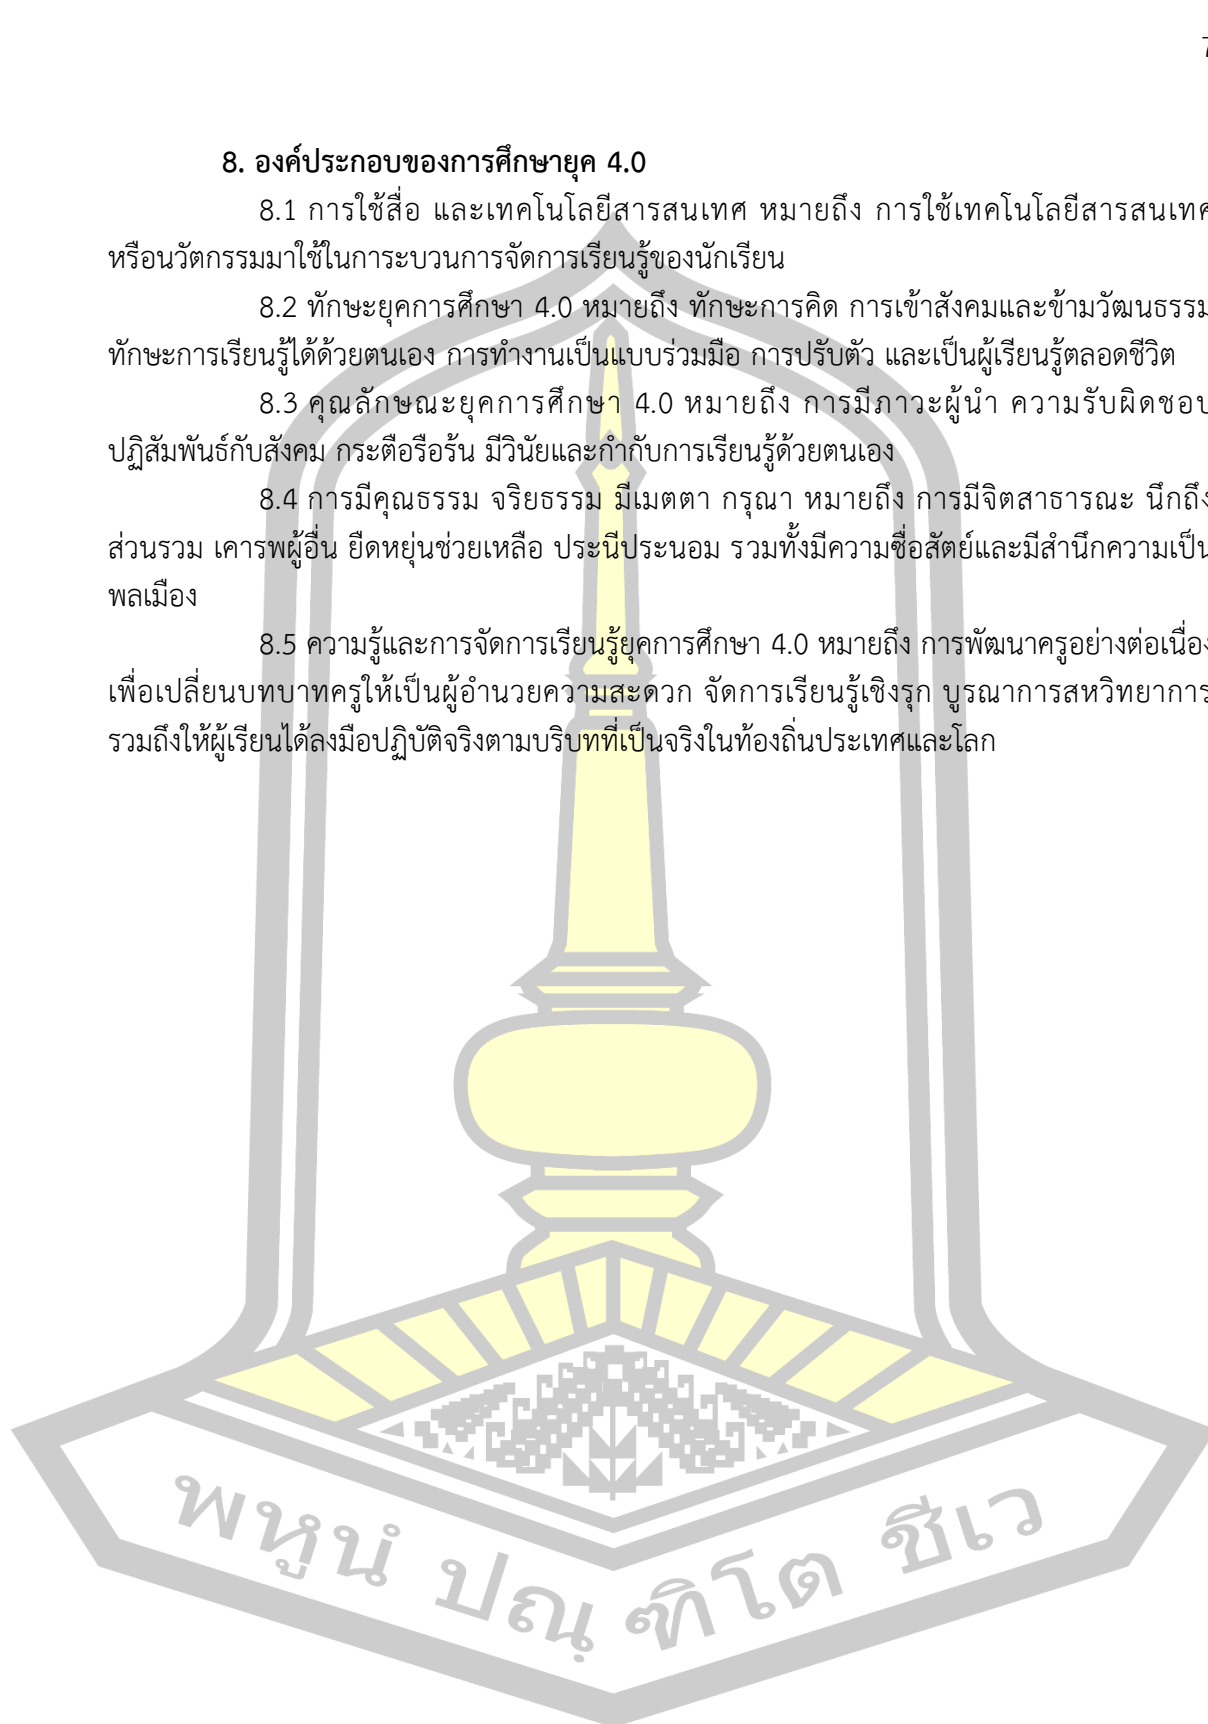 7
8. องค์ประกอบของการศึกษายุค 4.0
8.1 การใช้สื่อ และเทคโนโลยีสารสนเทศ หมายถึง การใช้เทคโนโลยีสารสนเทศ
หรือนวัตกรรมมาใช้ในการะบวนการจัดการเรียนรู้ของนักเรียน
8.2 ทักษะยุคการศึกษา 4.0 หมายถึง ทักษะการคิด การเข้าสังคมและข้ามวัฒนธรรม
ทักษะการเรียนรู้ได้ด้วยตนเอง การทำงานเป็นแบบร่วมมือ การปรับตัว และเป็นผู้เรียนรู้ตลอดชีวิต
8.3 คุณลักษณะยุคการศึกษา 4.0 หมายถึง การมีภาวะผู้นำ ความรับผิดชอบ
ปฏิสัมพันธ์กับสังคม กระตือรือร้น มีวินัยและกำกับการเรียนรู้ด้วยตนเอง
8.4 การมีคุณธรรม จริยธรรม มีเมตตา กรุณา หมายถึง การมีจิตสาธารณะ นึกถึง
ส่วนรวม เคารพผู้อื่น ยืดหยุ่นช่วยเหลือ ประนีประนอม รวมทั้งมีความซื่อสัตย์และมีสำนึกความเป็น
พลเมือง
8.5 ความรู้และการจัดการเรียนรู้ยุคการศึกษา 4.0 หมายถึง การพัฒนาครูอย่างต่อเนื่อง
เพื่อเปลี่ยนบทบาทครูให้เป็นผู้อำนวยความสะดวก จัดการเรียนรู้เชิงรุก บูรณาการสหวิทยาการ
รวมถึงให้ผู้เรียนได้ลงมือปฏิบัติจริงตามบริบทที่เป็นจริงในท้องถิ่นประเทศและโลก
พหูนํ ปณฺฑิโต ชีเว